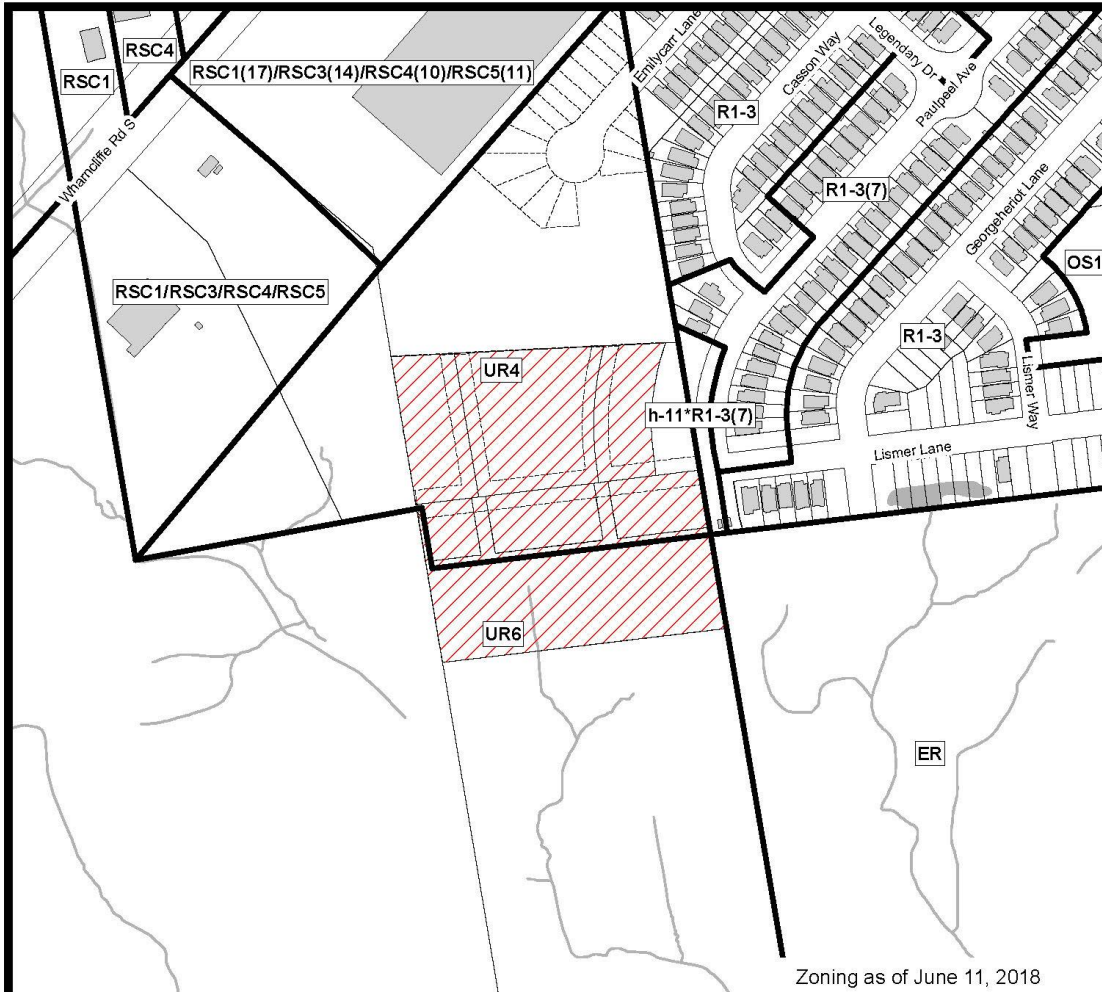 RSC4
RSC1
RSC1(17)/RSC3(14)/RSC4(10)/RSC5(11)
Wharncliffe Rd S
RSC1/RSC3/RSC4/RSC5
Emilycarr Lane
Casson Way
Legendary Dr
Paulpeel Ave
R1-3
R1-3(7)
Georgeheriot Lane
OS1
R1-3
UR4
h-11*R1-3(7)
Lismer Way
Lismer Lane
UR6
ER
Zoning as of June 11, 2018